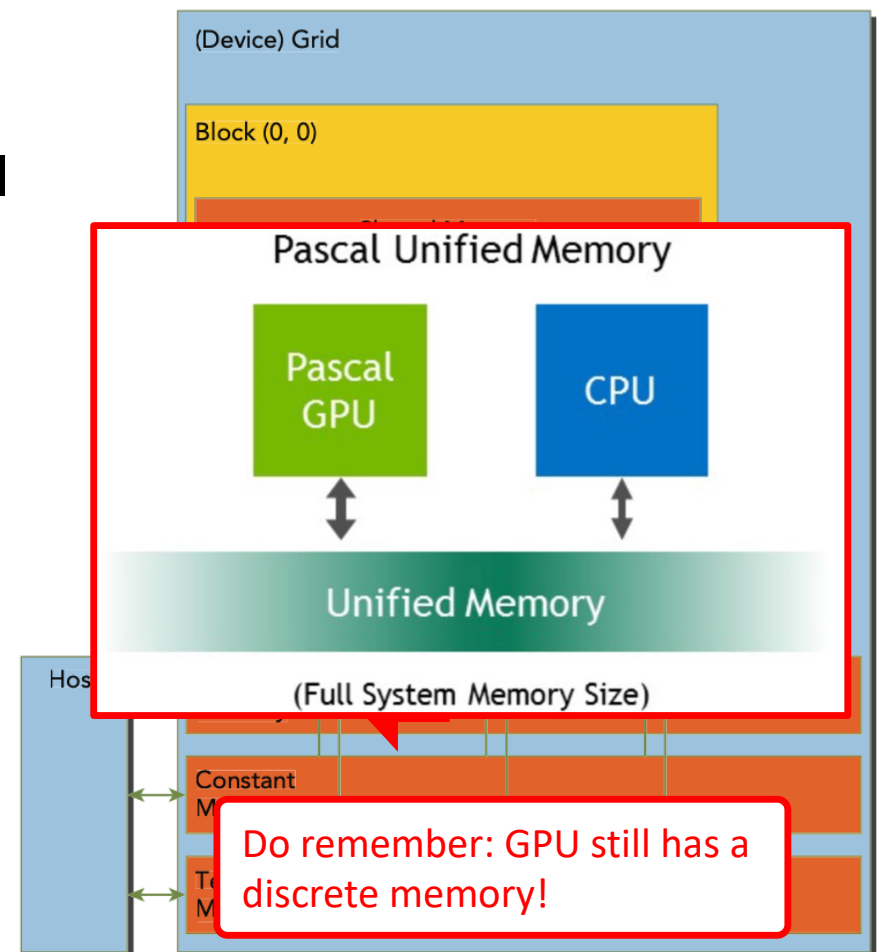 (Device) Grid
Block (0, 0)
Pascal Unified Memory
Pascal
GPU
CPU
Unified Memory
(Full System Memory Size)
Constant
Do remember: GPU still has a
discrete memory!